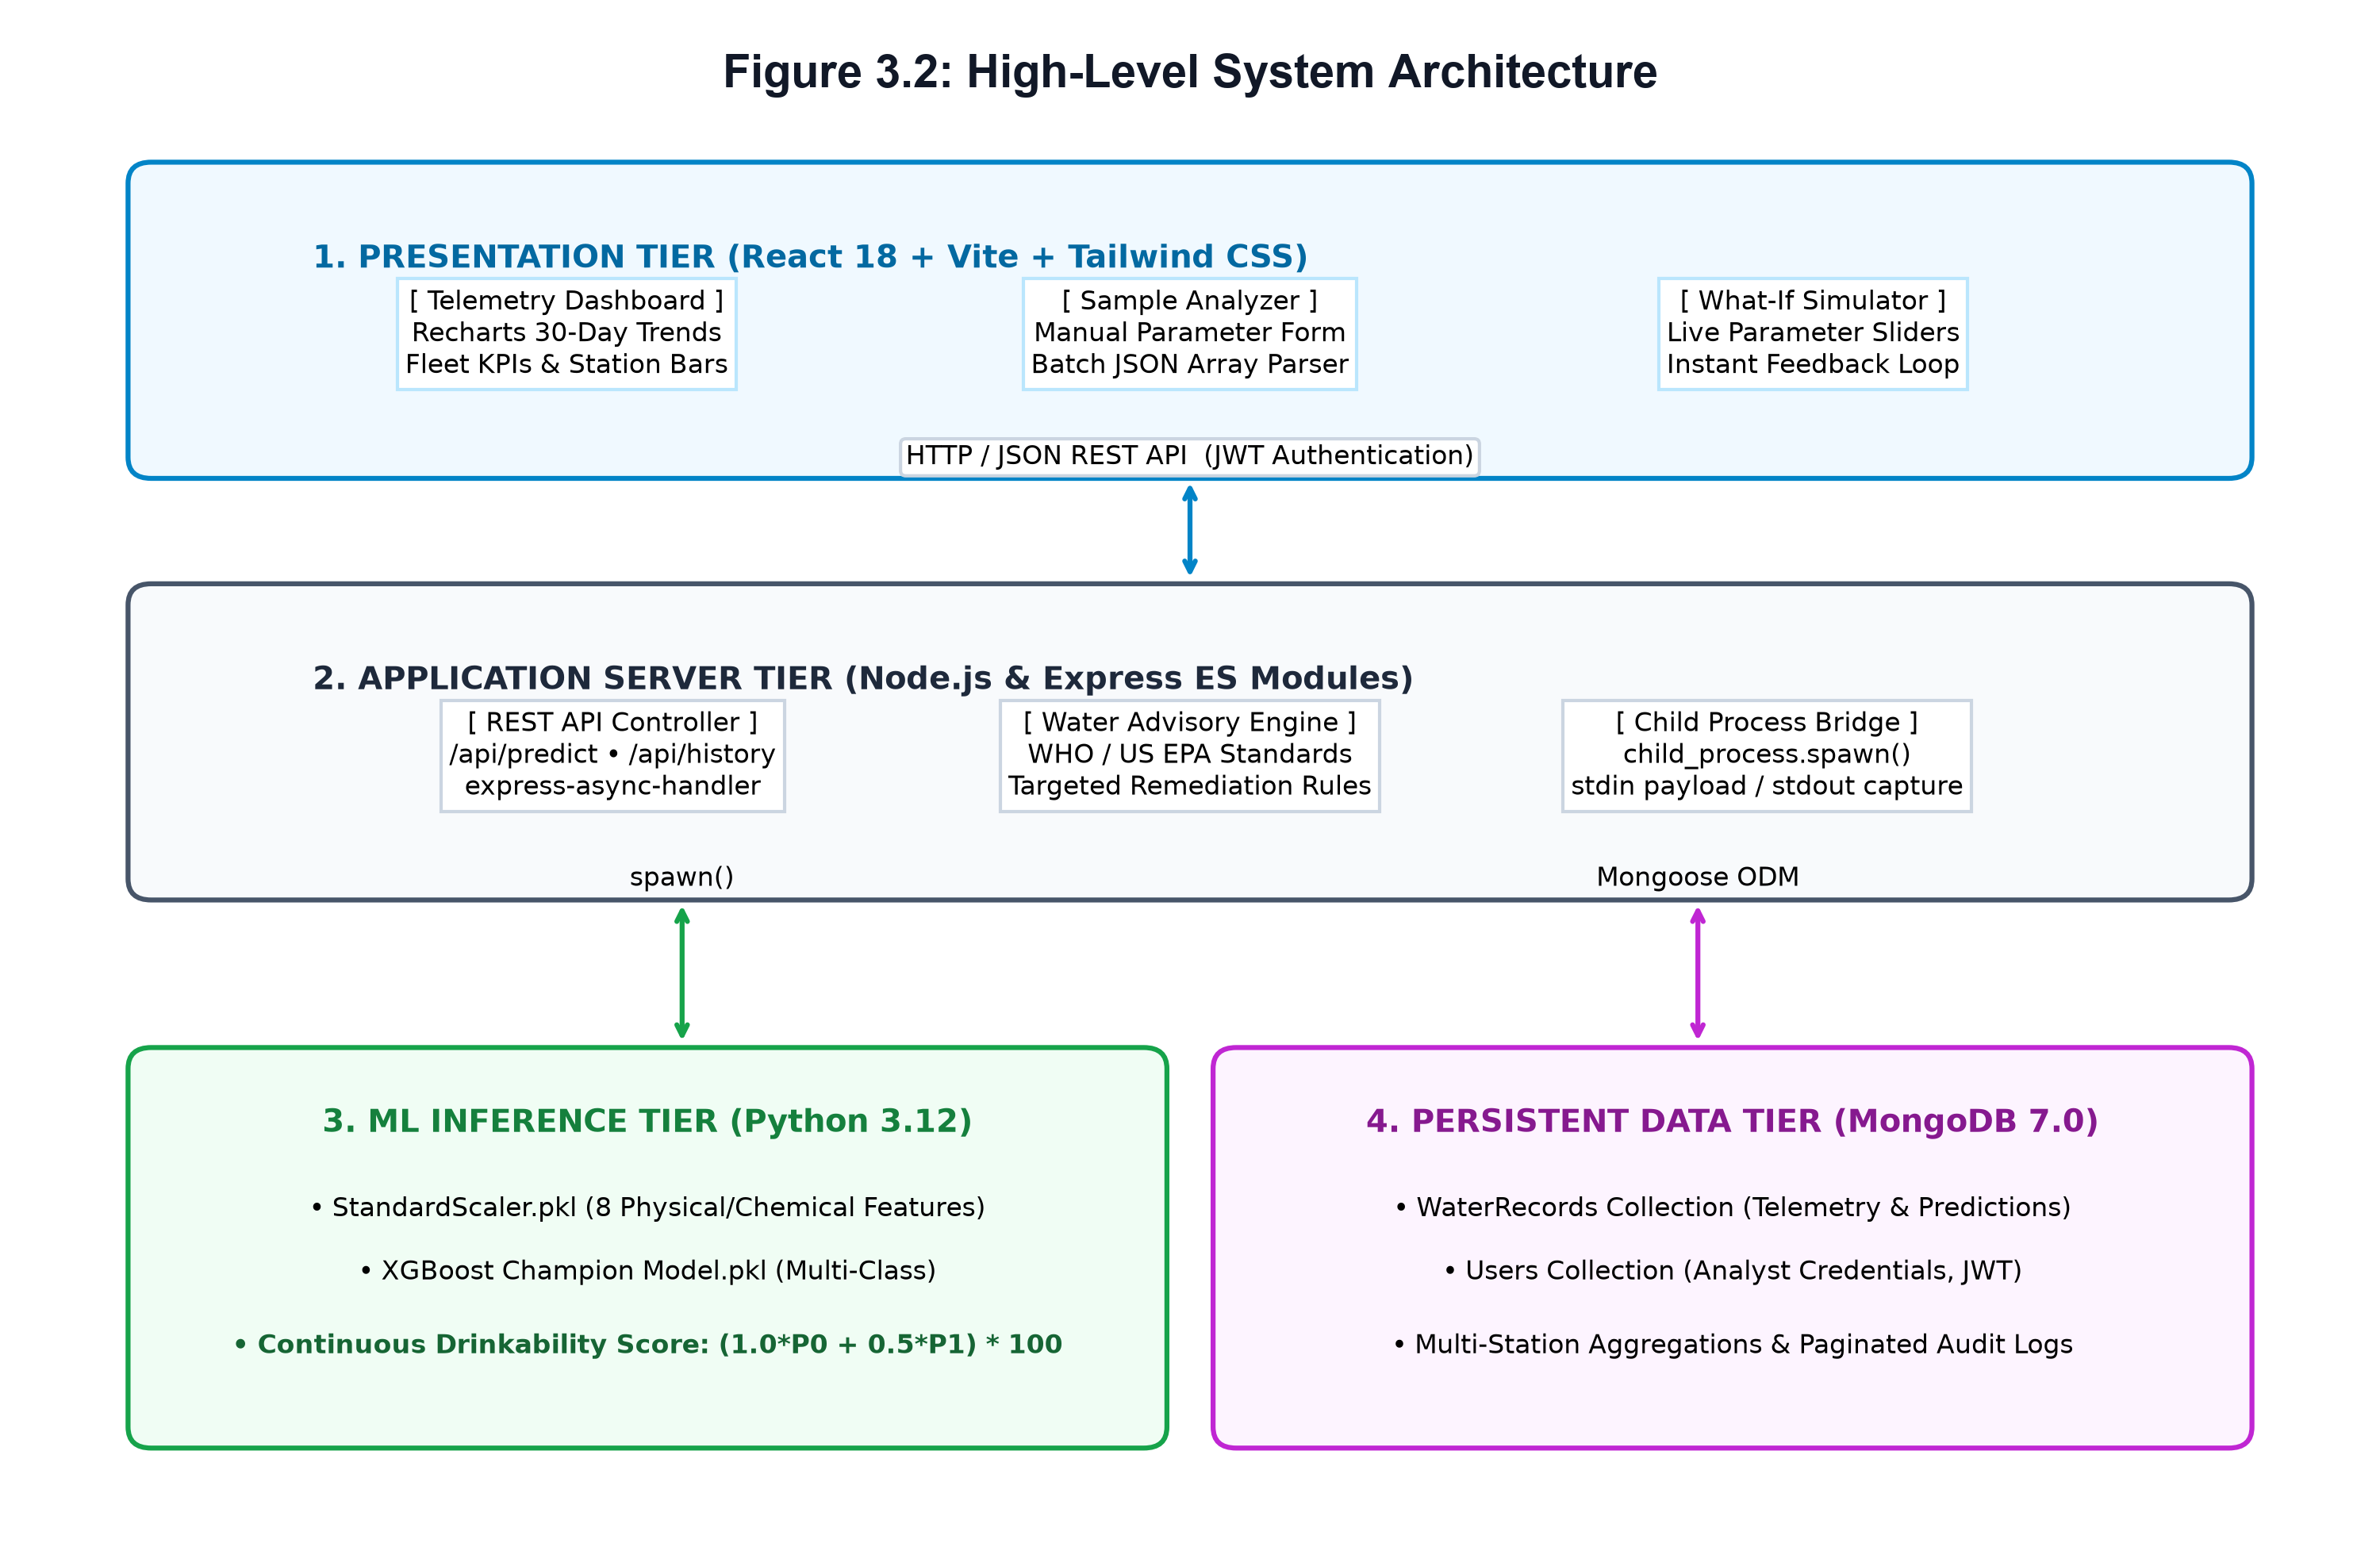 Figure 3.2: High-Level System Architecture
1. PRESENTATION TIER (React 18 + Vite + Tailwind CSS)
[ Telemetry Dashboard ]
Recharts 30-Day Trends
Fleet KPIs & Station Bars
[ Sample Analyzer ]
Manual Parameter Form
Batch JSON Array Parser
[ What-If Simulator ]
Live Parameter Sliders
Instant Feedback Loop
HTTP / JSON REST API  (JWT Authentication)
2. APPLICATION SERVER TIER (Node.js & Express ES Modules)
[ REST API Controller ]
/api/predict • /api/history
express-async-handler
[ Water Advisory Engine ]
WHO / US EPA Standards
Targeted Remediation Rules
[ Child Process Bridge ]
child_process.spawn()
stdin payload / stdout capture
spawn()
Mongoose ODM
3. ML INFERENCE TIER (Python 3.12)
• StandardScaler.pkl (8 Physical/Chemical Features)
• XGBoost Champion Model.pkl (Multi-Class)
• Continuous Drinkability Score: (1.0*P0 + 0.5*P1) * 100
4. PERSISTENT DATA TIER (MongoDB 7.0)
• WaterRecords Collection (Telemetry & Predictions)
• Users Collection (Analyst Credentials, JWT)
• Multi-Station Aggregations & Paginated Audit Logs